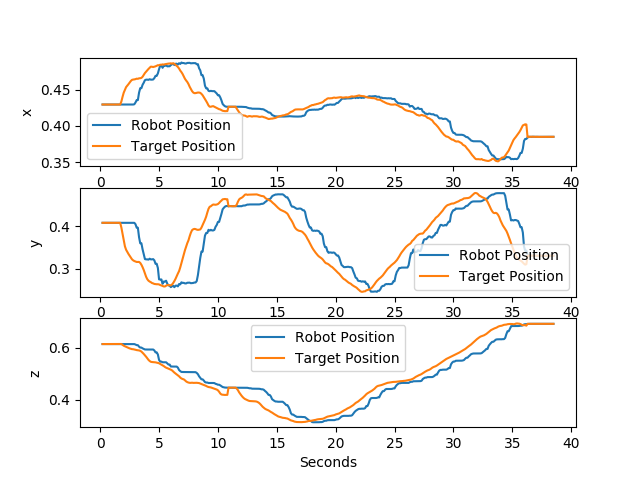 0.45
0.40
0.35
x
Robot Position
Target Position
0 5 10 15 20 25 30 35 40
0.4
0.3
y
Robot Position
Target Position
0 5 10 15 20 25 30 35 40
0.6
0.4
z
Robot Position
Target Position
0 5 10 15 20 25 30 35 40
Seconds